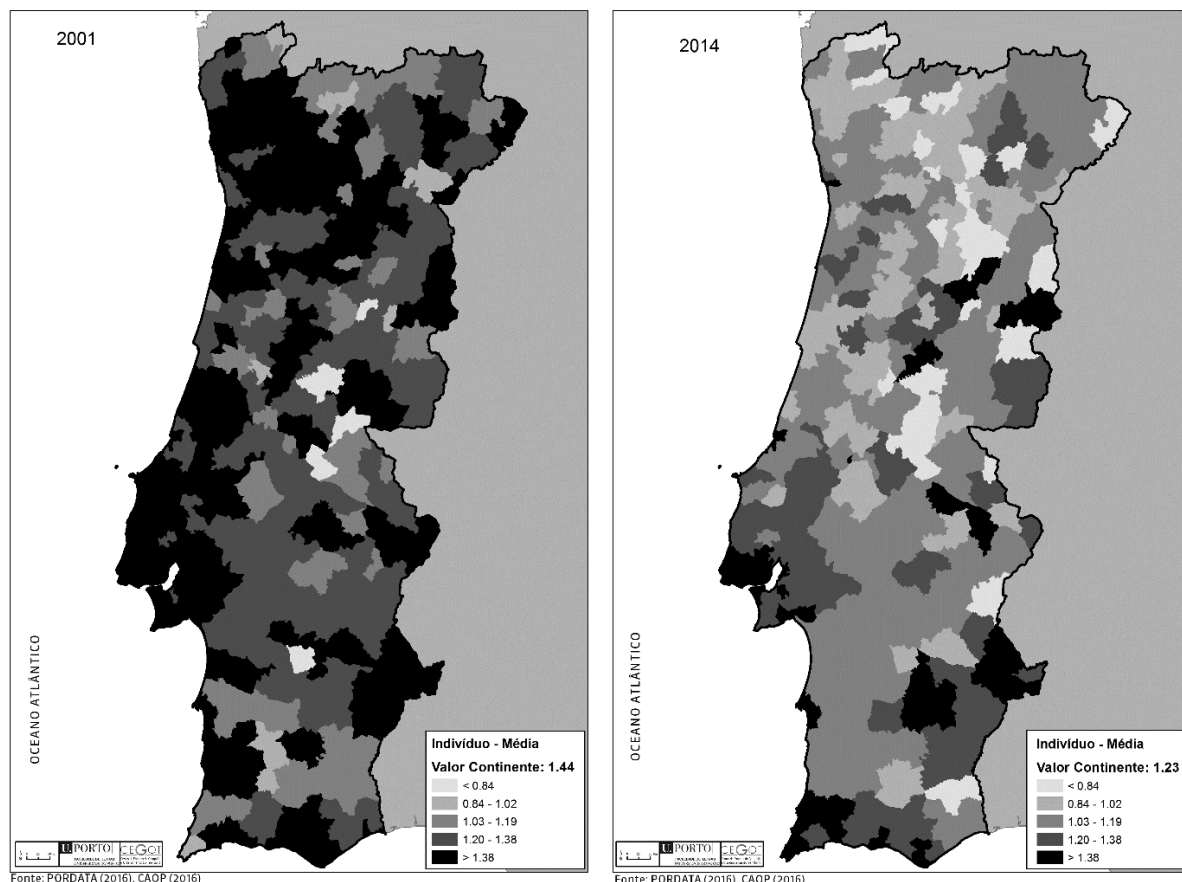 2001
OCEANO ATLÂNTICO
Indivíduo - Média
Valor Continente: 1.44
< 0.84
0.84 - 1.02
1.03 - 1.19
1.20 - 1.38
> 1.38
U.PORTO
CEGOT
Fonte: PORDATA (2016), CAOP (2016)
2014
OCEANO ATLÂNTICO
Indivíduo - Média
Valor Continente: 1.23
< 0.84
0.84 - 1.02
1.03 - 1.19
1.20 - 1.38
> 1.38
U.PORTO
CEGOT
Fonte: PORDATA (2016), CAOP (2016)